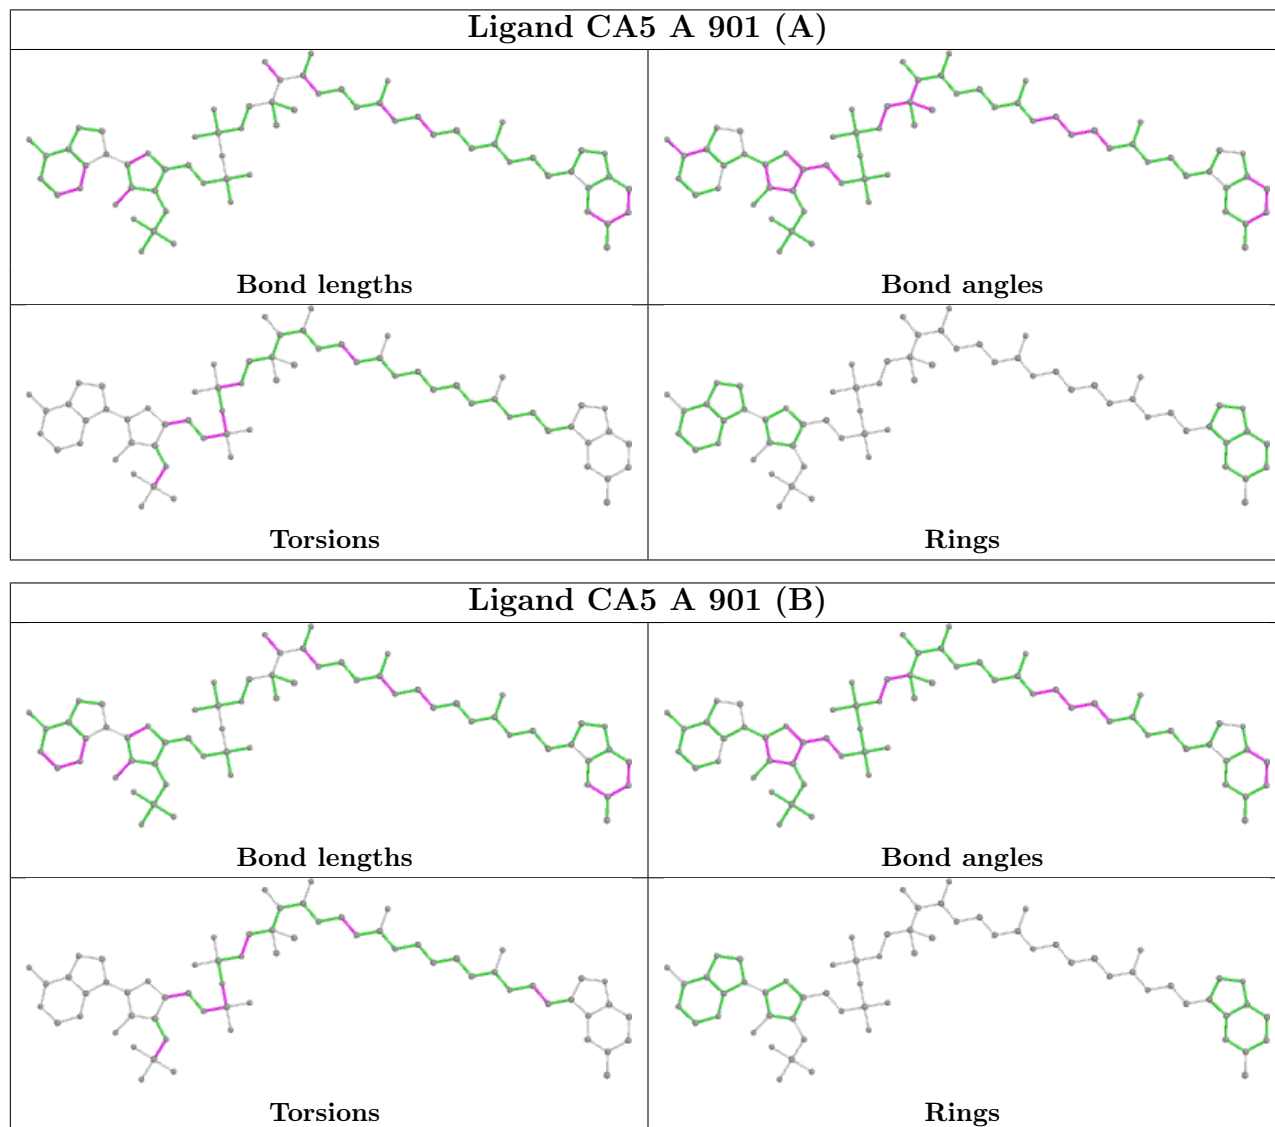 Ligand CA5 A 901 (A)
Bond lengths
Bond angles
Torsions
Rings
Ligand CA5 A 901 (B)
Bond lengths
Bond angles
Torsions
Rings